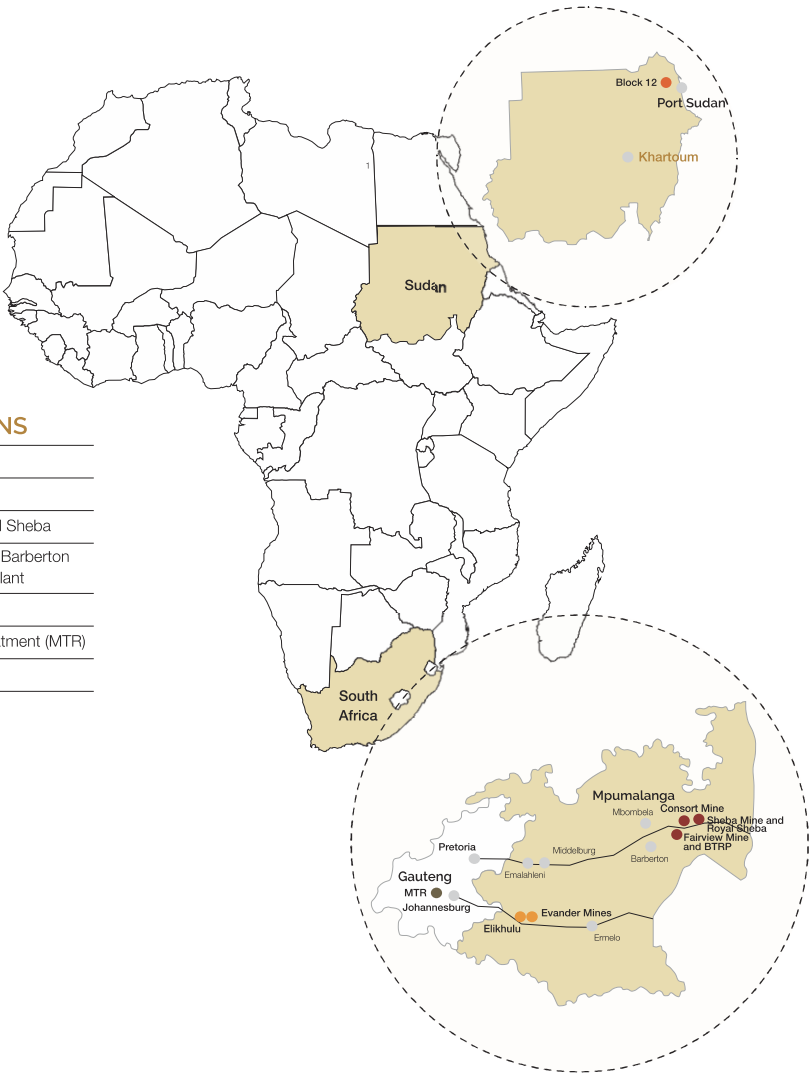 Block 12
Port Sudan
Khartoum
1
Sudan
NS
l Sheba
Barberton
lant
tment (MTR)
South
Africa
Mpumalanga
Consort Mine
Mbombela
Sheba Mine and
Royal Sheba
Fairview Mine
and BTRP
Pretoria
Middelburg
Barberton
Emalahleni
Gauteng
MTR
Johannesburg
Evander Mines
Elikhulu
Ermelo